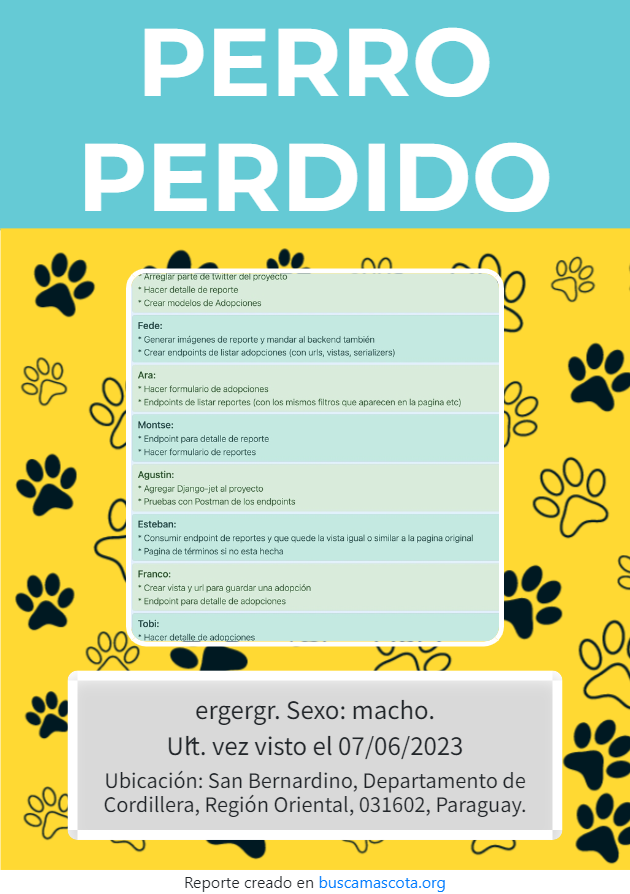 PERRO
PERDIDO
* Arreglar parte de twitter del proyecto
* Hacer detalle de reporte
* Crear modelos de Adopciones
Fede:
* Generar imágenes de reporte y mandar al backend también
* Crear endpoints de listar adopciones (con urls, vistas, serializers)
Ara:
* Hacer formulario de adopciones
* Endpoints de listar reportes (con los mismos filtros que aparecen en la pagina etc)
Montse:
* Endpoint para detalle de reporte
* Hacer formulario de reportes
Agustin:
* Agregar Django-jet al proyecto
* Pruebas con Postman de los endpoints
Esteban:
* Consumir endpoint de reportes y que quede la vista igual o similar a la pagina original
* Pagina de términos si no esta hecha
Franco:
* Crear vista y url para guardar una adopción
* Endpoint para detalle de adopciones
Tobi:
* Hacer detalle de adopciones
ergergr. Sexo: macho.
Ult. vez visto el 07/06/2023
Ubicación: San Bernardino, Departamento de
Cordillera, Región Oriental, 031602, Paraguay.
Reporte creado en buscamascota.org